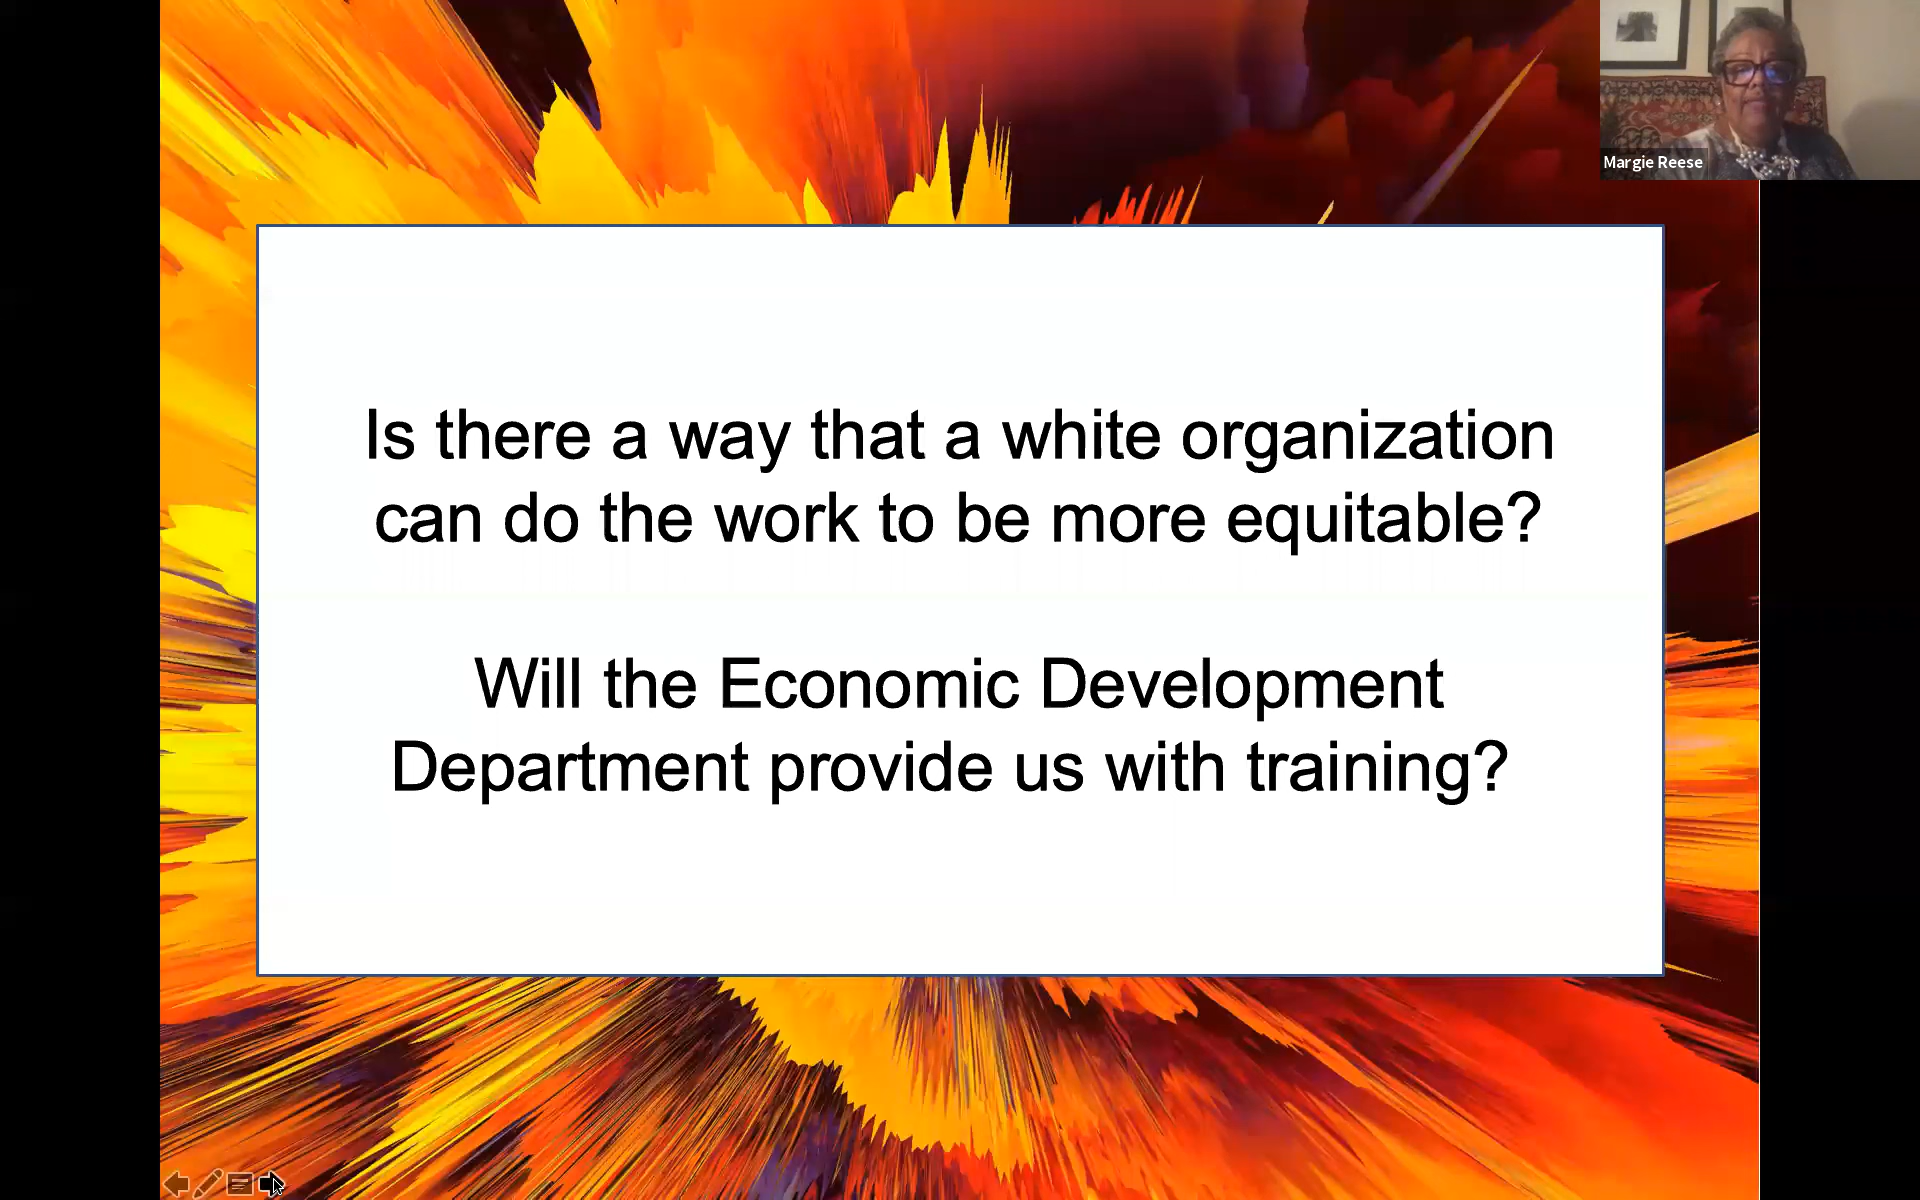 Margie Reese
Is there a way that a white organization
can do the work to be more equitable?
Will the Economic Development
Department provide us with training?